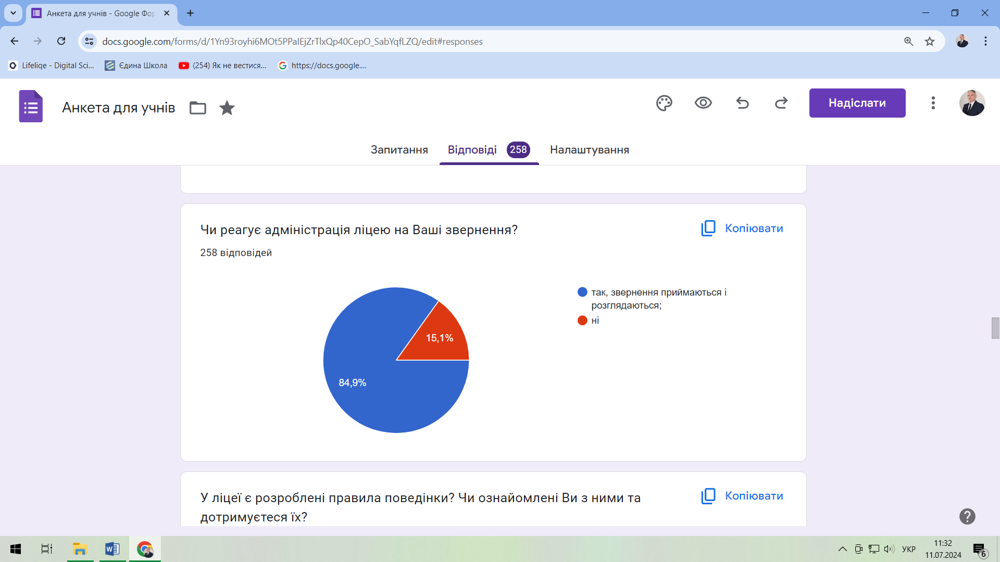 Анкета для учнів - Google Фор
docs.google.com/forms/d/1Yn93royhi6MOt5PPaIEjZrTlxQp40CepO_SabYqfLZQ/edit#responses
Lifeliqe - Digital Sci...
Єдина Школа
(254) Як не вестися...
https://docs.google....
Анкета для учнів
Надіслати
Запитання
Відповіді 258
Налаштування
Чи реагує адміністрація ліцею на Ваші звернення?
Копіювати
258 відповідей
так, звернення приймаються і
розглядаються;
ні
15,1%
84,9%
У ліцеї є розроблені правила поведінки? Чи ознайомлені Ви з ними та
дотримуєтеся їх?
Копіювати
УКР
11:32
11.07.2024
6